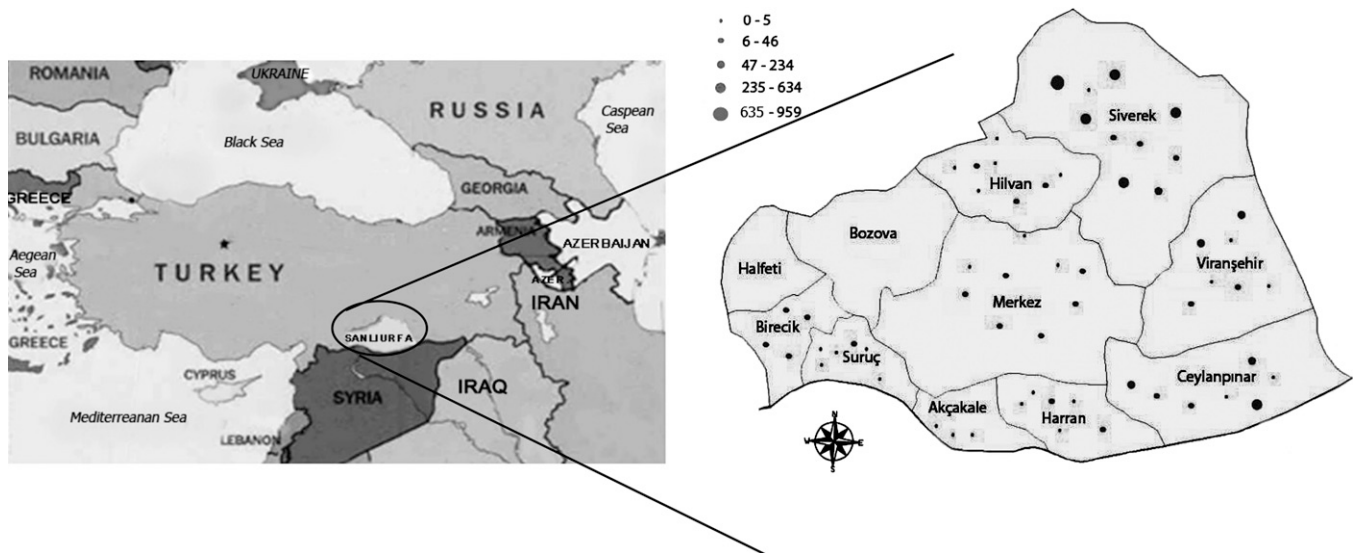 0 - 5
6 - 46
47 - 234
235 - 634
635 - 959
ROMANIA
UKRAINE
RUSSIA
Caspian
Sea
BULGARIA
Black Sea
GREECE
GEORGIA
ARMENIA
AZERBAIJAN
AZER
Aegean
Sea
TURKEY
IRAN
SANLIURFA
GREECE
CYPRUS
SYRIA
IRAQ
Mediterreanan Sea
LEBANON
Siverek
Hilvan
Bozova
Halfeti
Viranşehir
Merkez
Birecik
Suruç
Ceylanpınar
Akçakale
Harran
N
E
S